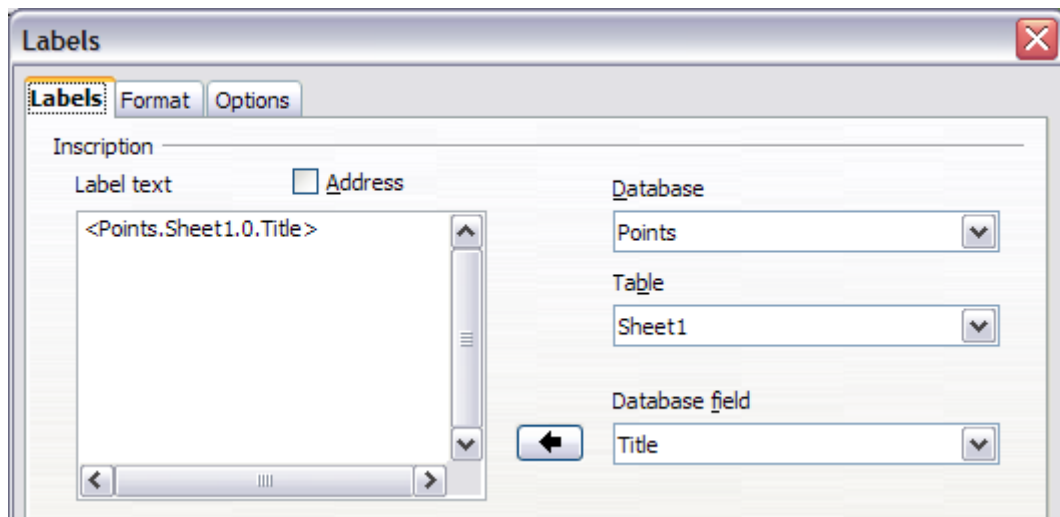 Labels
Labels Format Options
Inscription
Label text Address
<Points.Sheet1.0.Title>
Database
Points
Table
Sheet1
Database field
Title